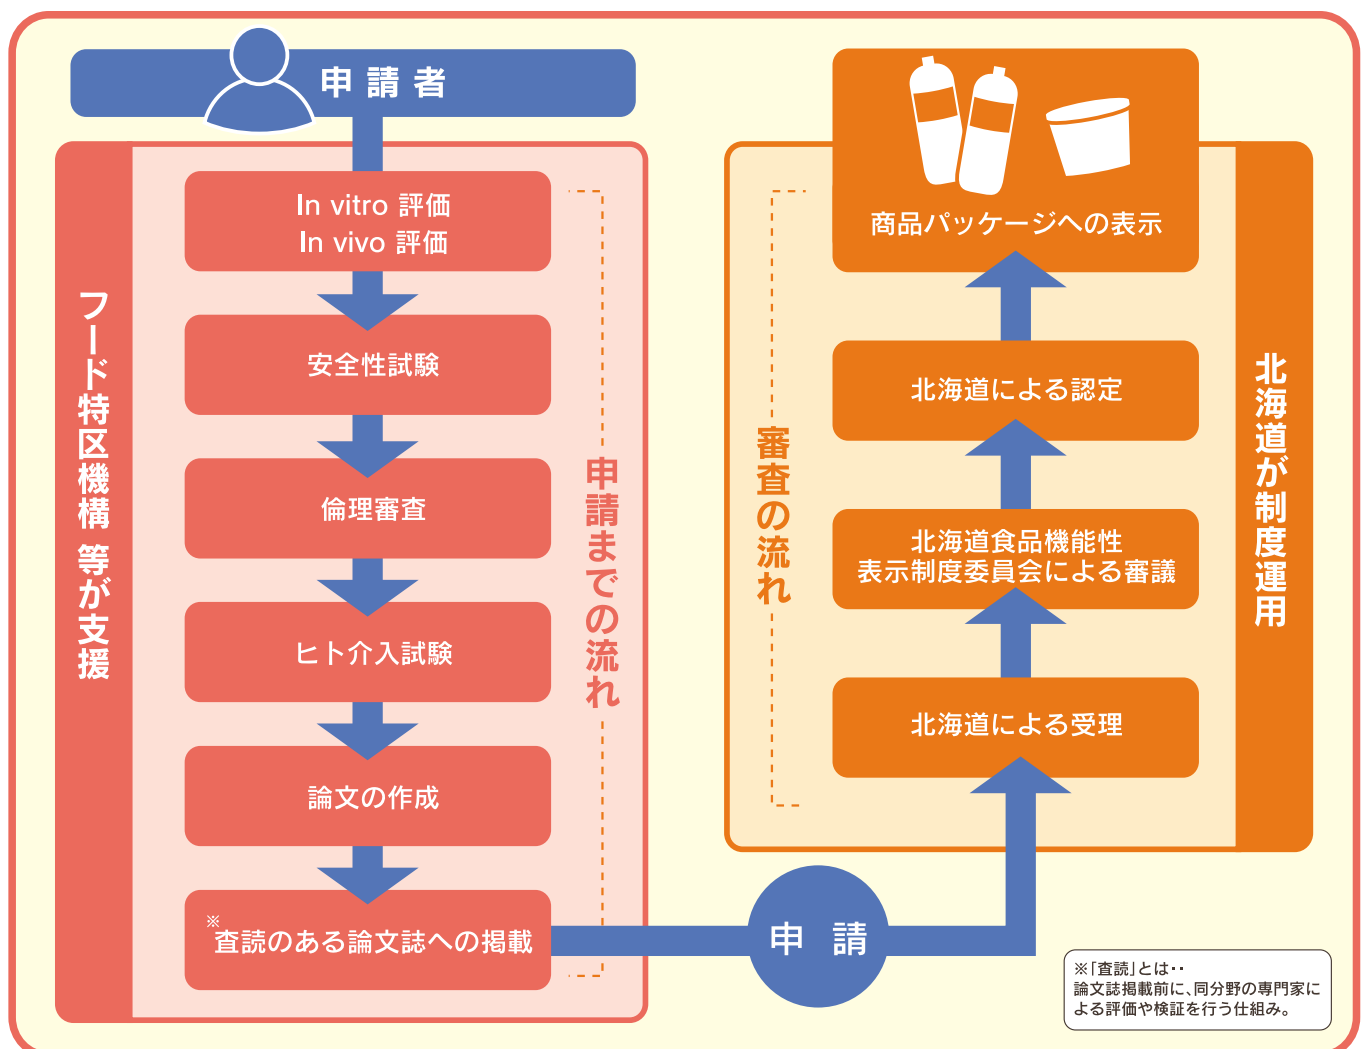 申請者
フード特区機構 等が支援
In vitro 評価
In vivo 評価
安全性試験
倫理審査
ヒト介入試験
論文の作成
※査読のある論文誌への掲載
申請までの流れ
申 請
北海道による受理
北海道食品機能性
表示制度委員会による審議
北海道による認定
商品パッケージへの表示
審査の流れ
北海道が制度運用
※「査読」とは‥
論文誌掲載前に、同分野の専門家に
よる評価や検証を行う仕組み。